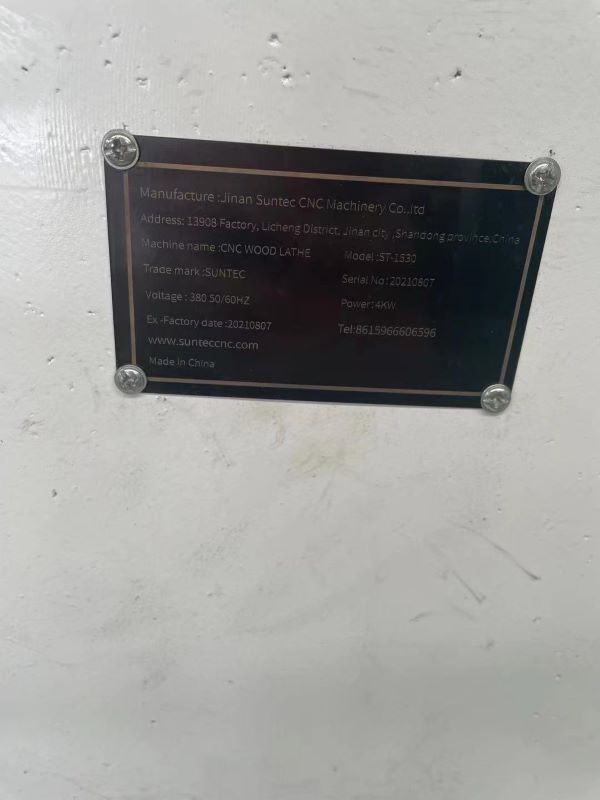 Manufacture :Jinan Suntec CNC Machinery Co.,ltd
Address: 13908 Factory, Licheng District, Jinan city ,Shandong province,China
Machine name :CNC WOOD LATHE Model :ST-1530
Trade mark :SUNTEC Serial No :20210807
Voltage : 380 50/60HZ Power :4KW
Ex -Factory date :20210807 Tel:8615966606596
www.sunteccnc.com
Made in China